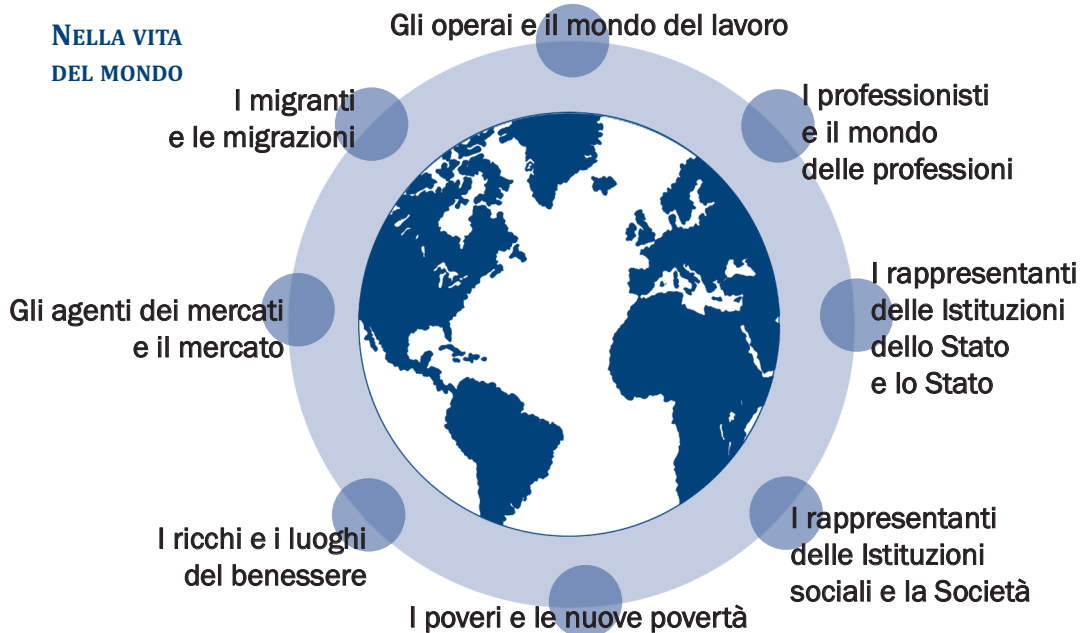 NELLA VITA
DEL MONDO
Gli operai e il mondo del lavoro
I professionisti
e il mondo
delle professioni
I rappresentanti
delle Istituzioni
dello Stato
e lo Stato
I rappresentanti
delle Istituzioni
sociali e la Società
I poveri e le nuove povertà
I ricchi e i luoghi
del benessere
Gli agenti dei mercati
e il mercato
I migranti
e le migrazioni